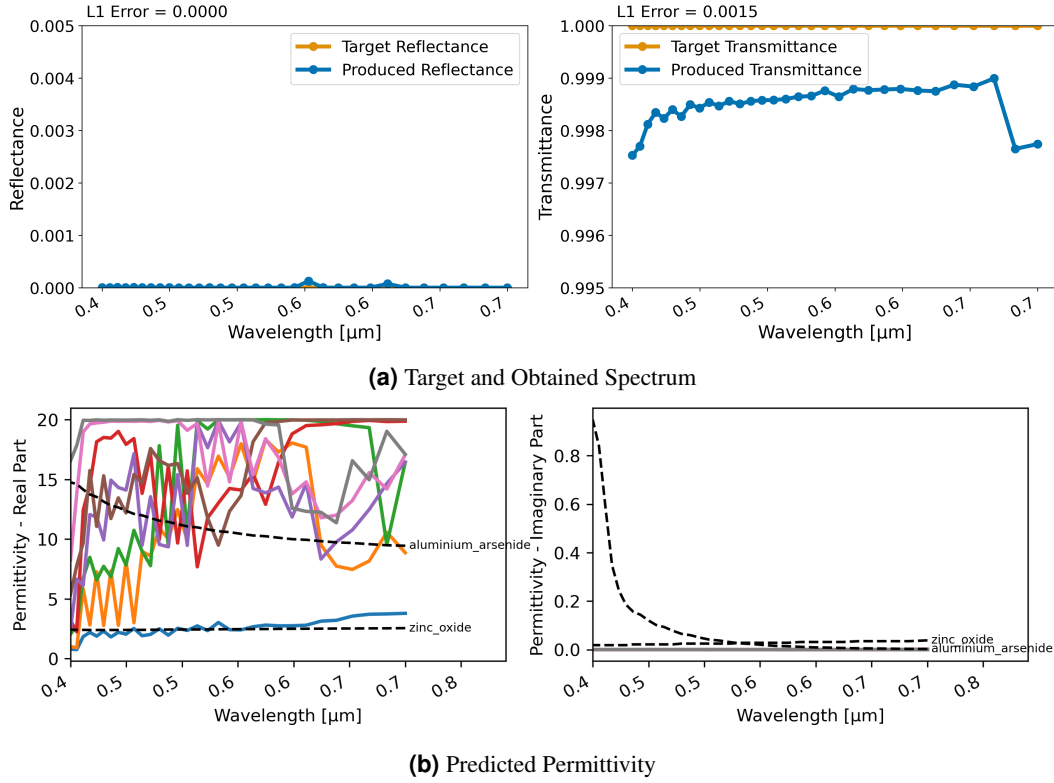 L1 Error = 0.0000
0.005
0.004
0.003
0.002
0.001
0.000
Reflectance
Target Reflectance
Produced Reflectance
0.4
0.5
0.5
0.6
0.6
0.7
0.7
Wavelength [μm]
L1 Error = 0.0015
1.000
0.999
0.998
0.997
0.996
0.995
Transmittance
Target Transmittance
Produced Transmittance
0.4
0.5
0.5
0.6
0.6
0.7
0.7
Wavelength [μm]
(a) Target and Obtained Spectrum
20
15
10
5
0
Permittivity - Real Part
aluminium_arsenide
zinc_oxide
0.4
0.5
0.5
0.6
0.6
0.7
0.8
Wavelength [μm]
0.8
0.6
0.4
0.2
0.0
Permittivity - Imaginary Part
zinc_oxide
aluminium_arsenide
0.4
0.5
0.5
0.6
0.6
0.7
0.7
0.8
Wavelength [μm]
(b) Predicted Permittivity